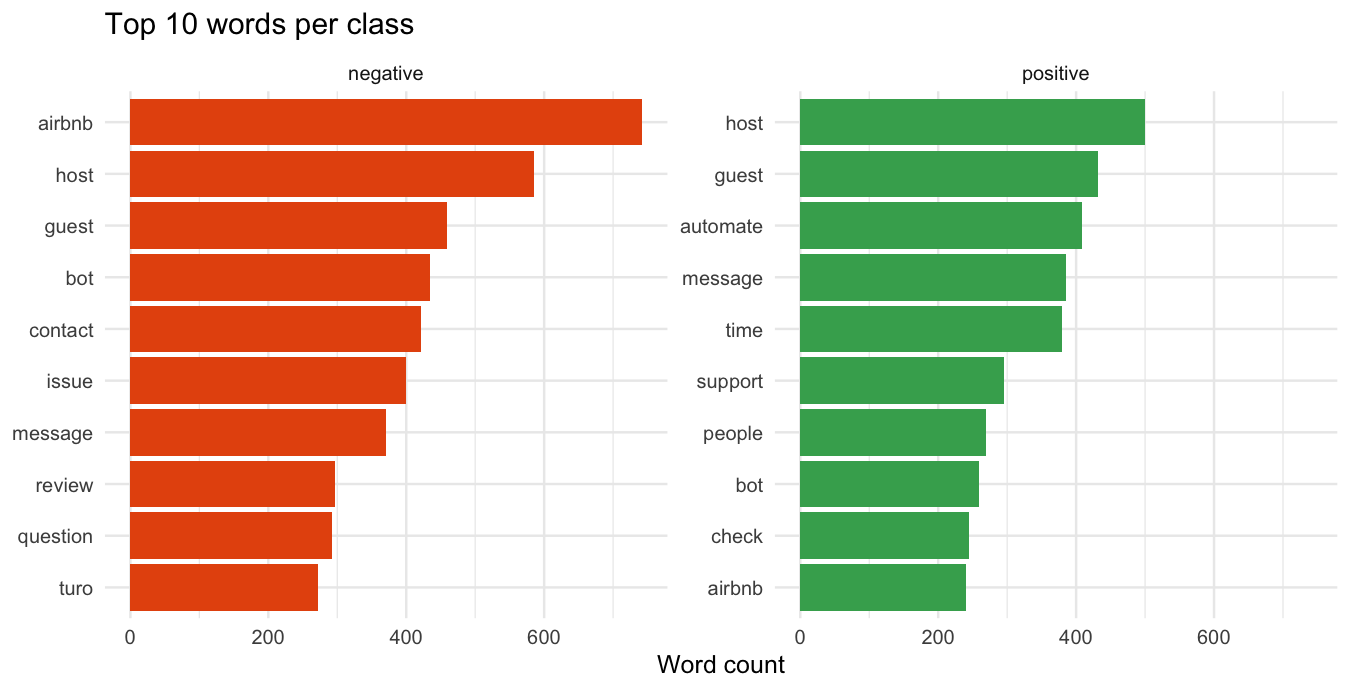 Top 10 words per class
negative
airbnb
host
guest
bot
contact
issue
message
review
question
turo
0 200 400 600
positive
host
guest
automate
message
time
support
people
bot
check
airbnb
0 200 400 600
Word count